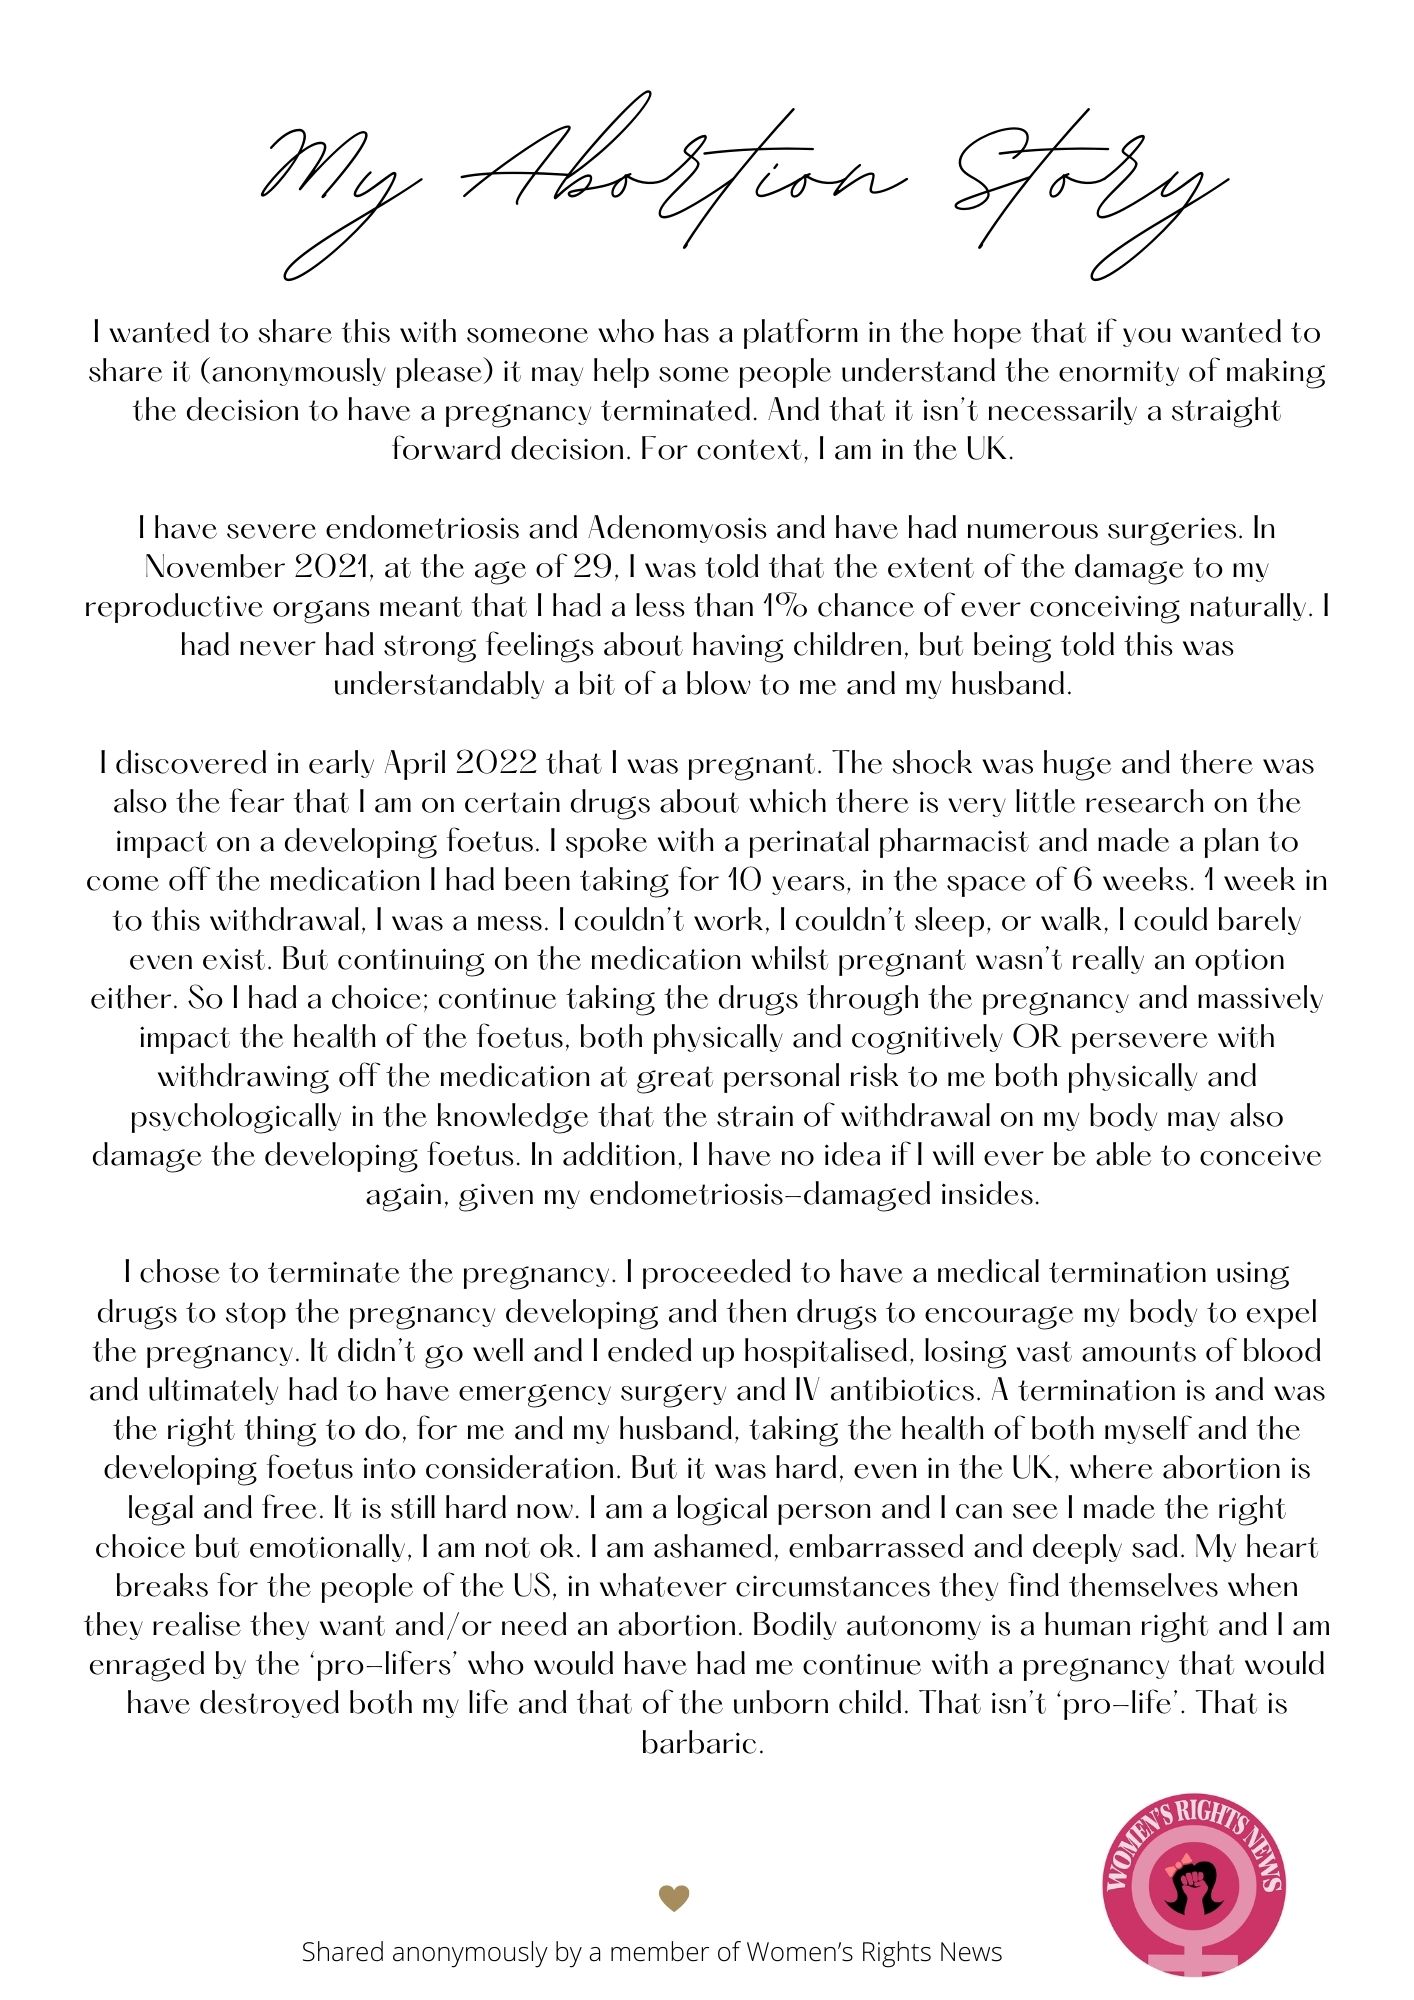 My Abortion Story
I wanted to share this with someone who has a platform in the hope that if you wanted to
share it (anonymously please) it may help some people understand the enormity of making
the decision to have a pregnancy terminated. And that it isn't necessarily a straight
forward decision. For context, I am in the UK.
I have severe endometriosis and Adenomyosis and have had numerous surgeries. In
November 2021, at the age of 29, I was told that the extent of the damage to my
reproductive organs meant that I had a less than 1% chance of ever conceiving naturally. I
had never had strong feelings about having children, but being told this was
understandably a bit of a blow to me and my husband.
I discovered in early April 2022 that I was pregnant. The shock was huge and there was
also the fear that I am on certain drugs about which there is very little research on the
impact on a developing foetus. I spoke with a perinatal pharmacist and made a plan to
come off the medication I had been taking for 10 years, in the space of 6 weeks. 1 week in
to this withdrawal, I was a mess. I couldn't work, I couldn't sleep, or walk, I could barely
even exist. But continuing on the medication whilst pregnant wasn't really an option
either. So I had a choice; continue taking the drugs through the pregnancy and massively
impact the health of the foetus, both physically and cognitively OR persevere with
withdrawing off the medication at great personal risk to me both physically and
psychologically in the knowledge that the strain of withdrawal on my body may also
damage the developing foetus. In addition, I have no idea if I will ever be able to conceive
again, given my endometriosis-damaged insides.
I chose to terminate the pregnancy. I proceeded to have a medical termination using
drugs to stop the pregnancy developing and then drugs to encourage my body to expel
the pregnancy. It didn't go well and I ended up hospitalised, losing vast amounts of blood
and ultimately had to have emergency surgery and IV antibiotics. A termination is and was
the right thing to do, for me and my husband, taking the health of both myself and the
developing foetus into consideration. But it was hard, even in the UK, where abortion is
legal and free. It is still hard now. I am a logical person and I can see I made the right
choice but emotionally, I am not ok. I am ashamed, embarrassed and deeply sad. My heart
breaks for the people of the US, in whatever circumstances they find themselves when
they realise they want and/or need an abortion. Bodily autonomy is a human right and I am
enraged by the 'pro-lifers' who would have had me continue with a pregnancy that would
have destroyed both my life and that of the unborn child. That isn't 'pro-life'. That is
barbaric.
WOMEN'S RIGHTS NEWS
Shared anonymously by a member of Women's Rights News